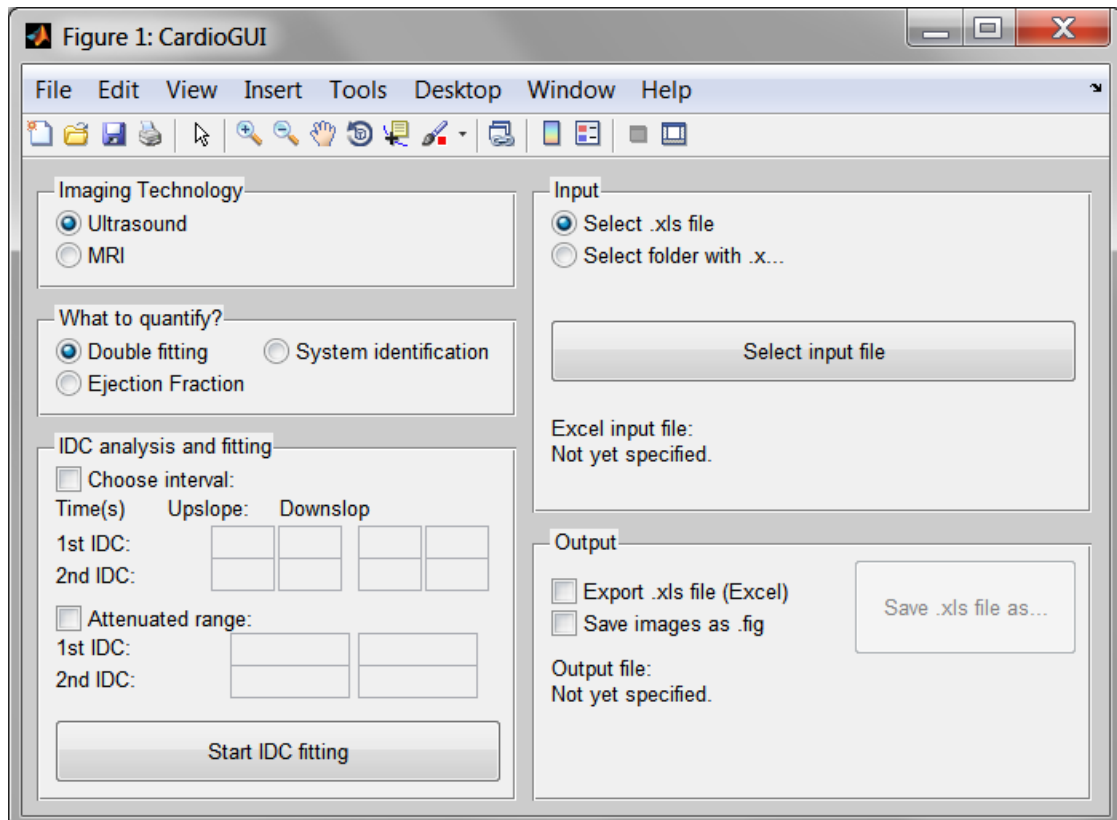 Figure 1: CardioGUI
File Edit View Insert Tools Desktop Window Help
Imaging Technology
Ultrasound
MRI
What to quantify?
Double fitting System identification
Ejection Fraction
IDC analysis and fitting
Choose interval:
Time(s) Upslope: Downslop
1st IDC:
2nd IDC:
Attenuated range:
1st IDC:
2nd IDC:
Start IDC fitting
Input
Select .xls file
Select folder with .x...
Select input file
Excel input file:
Not yet specified.
Output
Export .xls file (Excel)
Save images as .fig
Save .xls file as...
Output file:
Not yet specified.